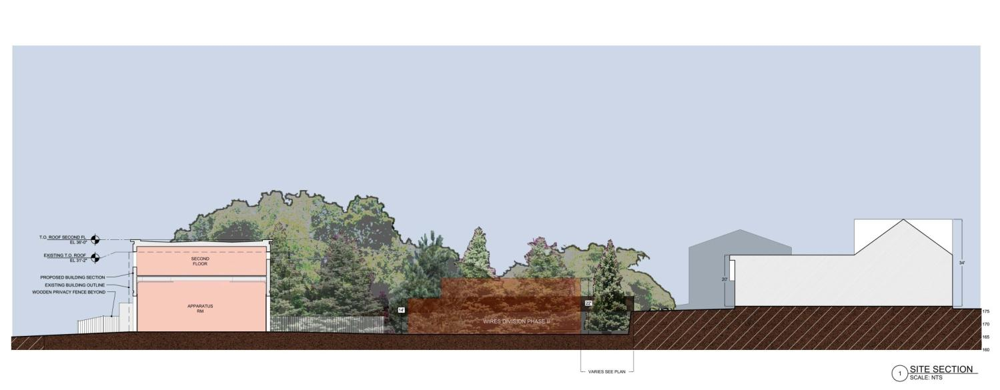 T.O. ROOF SECOND FL
EL 36'-0"
EXISTING T.O. ROOF
EL 31'-2"
PROPOSED BUILDING SECTION
EXISTING BUILDING OUTLINE
WOODEN PRIVACY FENCE BEYOND
SECOND
FLOOR
APPARATUS
RM
14'
WIRES DIVISION PHASE II
22'
VARIES SEE PLAN
20'
34'
175
170
165
160
1
SITE SECTION
SCALE: NTS